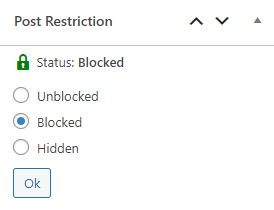 Post Restriction
Status: Blocked
Unblocked
Blocked
Hidden
Ok